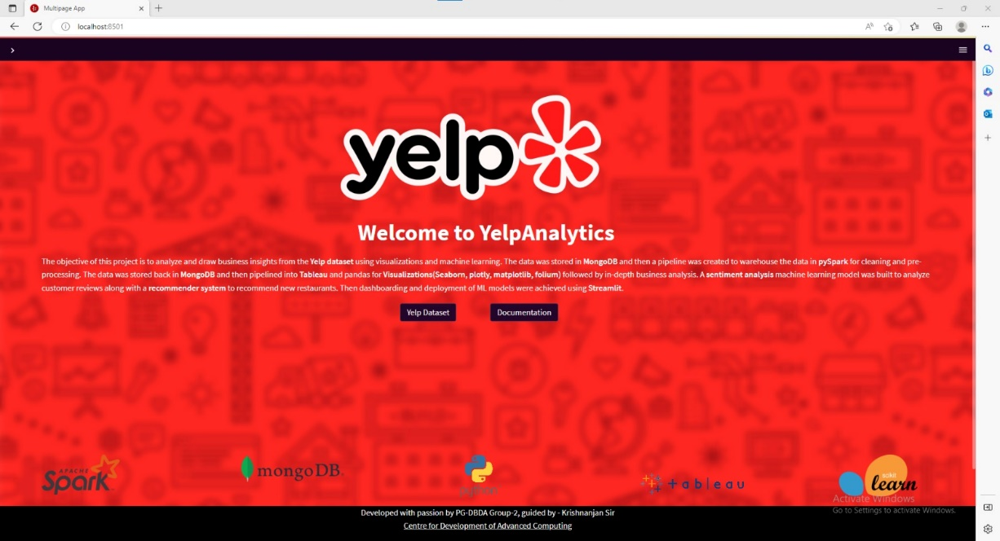 Multipage App
localhost:8501
yelp
Welcome to YelpAnalytics
The objective of this project is to analyze and draw business insights from the Yelp dataset using visualizations and machine learning. The data was stored in MongoDB and then a pipeline was created to warehouse the data in pySpark for cleaning and pre-
processing. The data was stored back in MongoDB and then pipelined into Tableau and pandas for Visualizations(Seaborn, plotly, matplotlib, folium) followed by in-depth business analysis. A sentiment analysis machine learning model was built to analyze
customer reviews along with a recommender system to recommend new restaurants. Then dashboarding and deployment of ML models were achieved using Streamlit.
Yelp Dataset Documentation
APACHE
Spark
mongoDB.
python
+ableau
scikit
learn
Activate Windows
Go to Settings to activate Windows.
Developed with passion by PG-DBDA Group-2, guided by - Krishnanjan Sir
Centre for Development of Advanced Computing